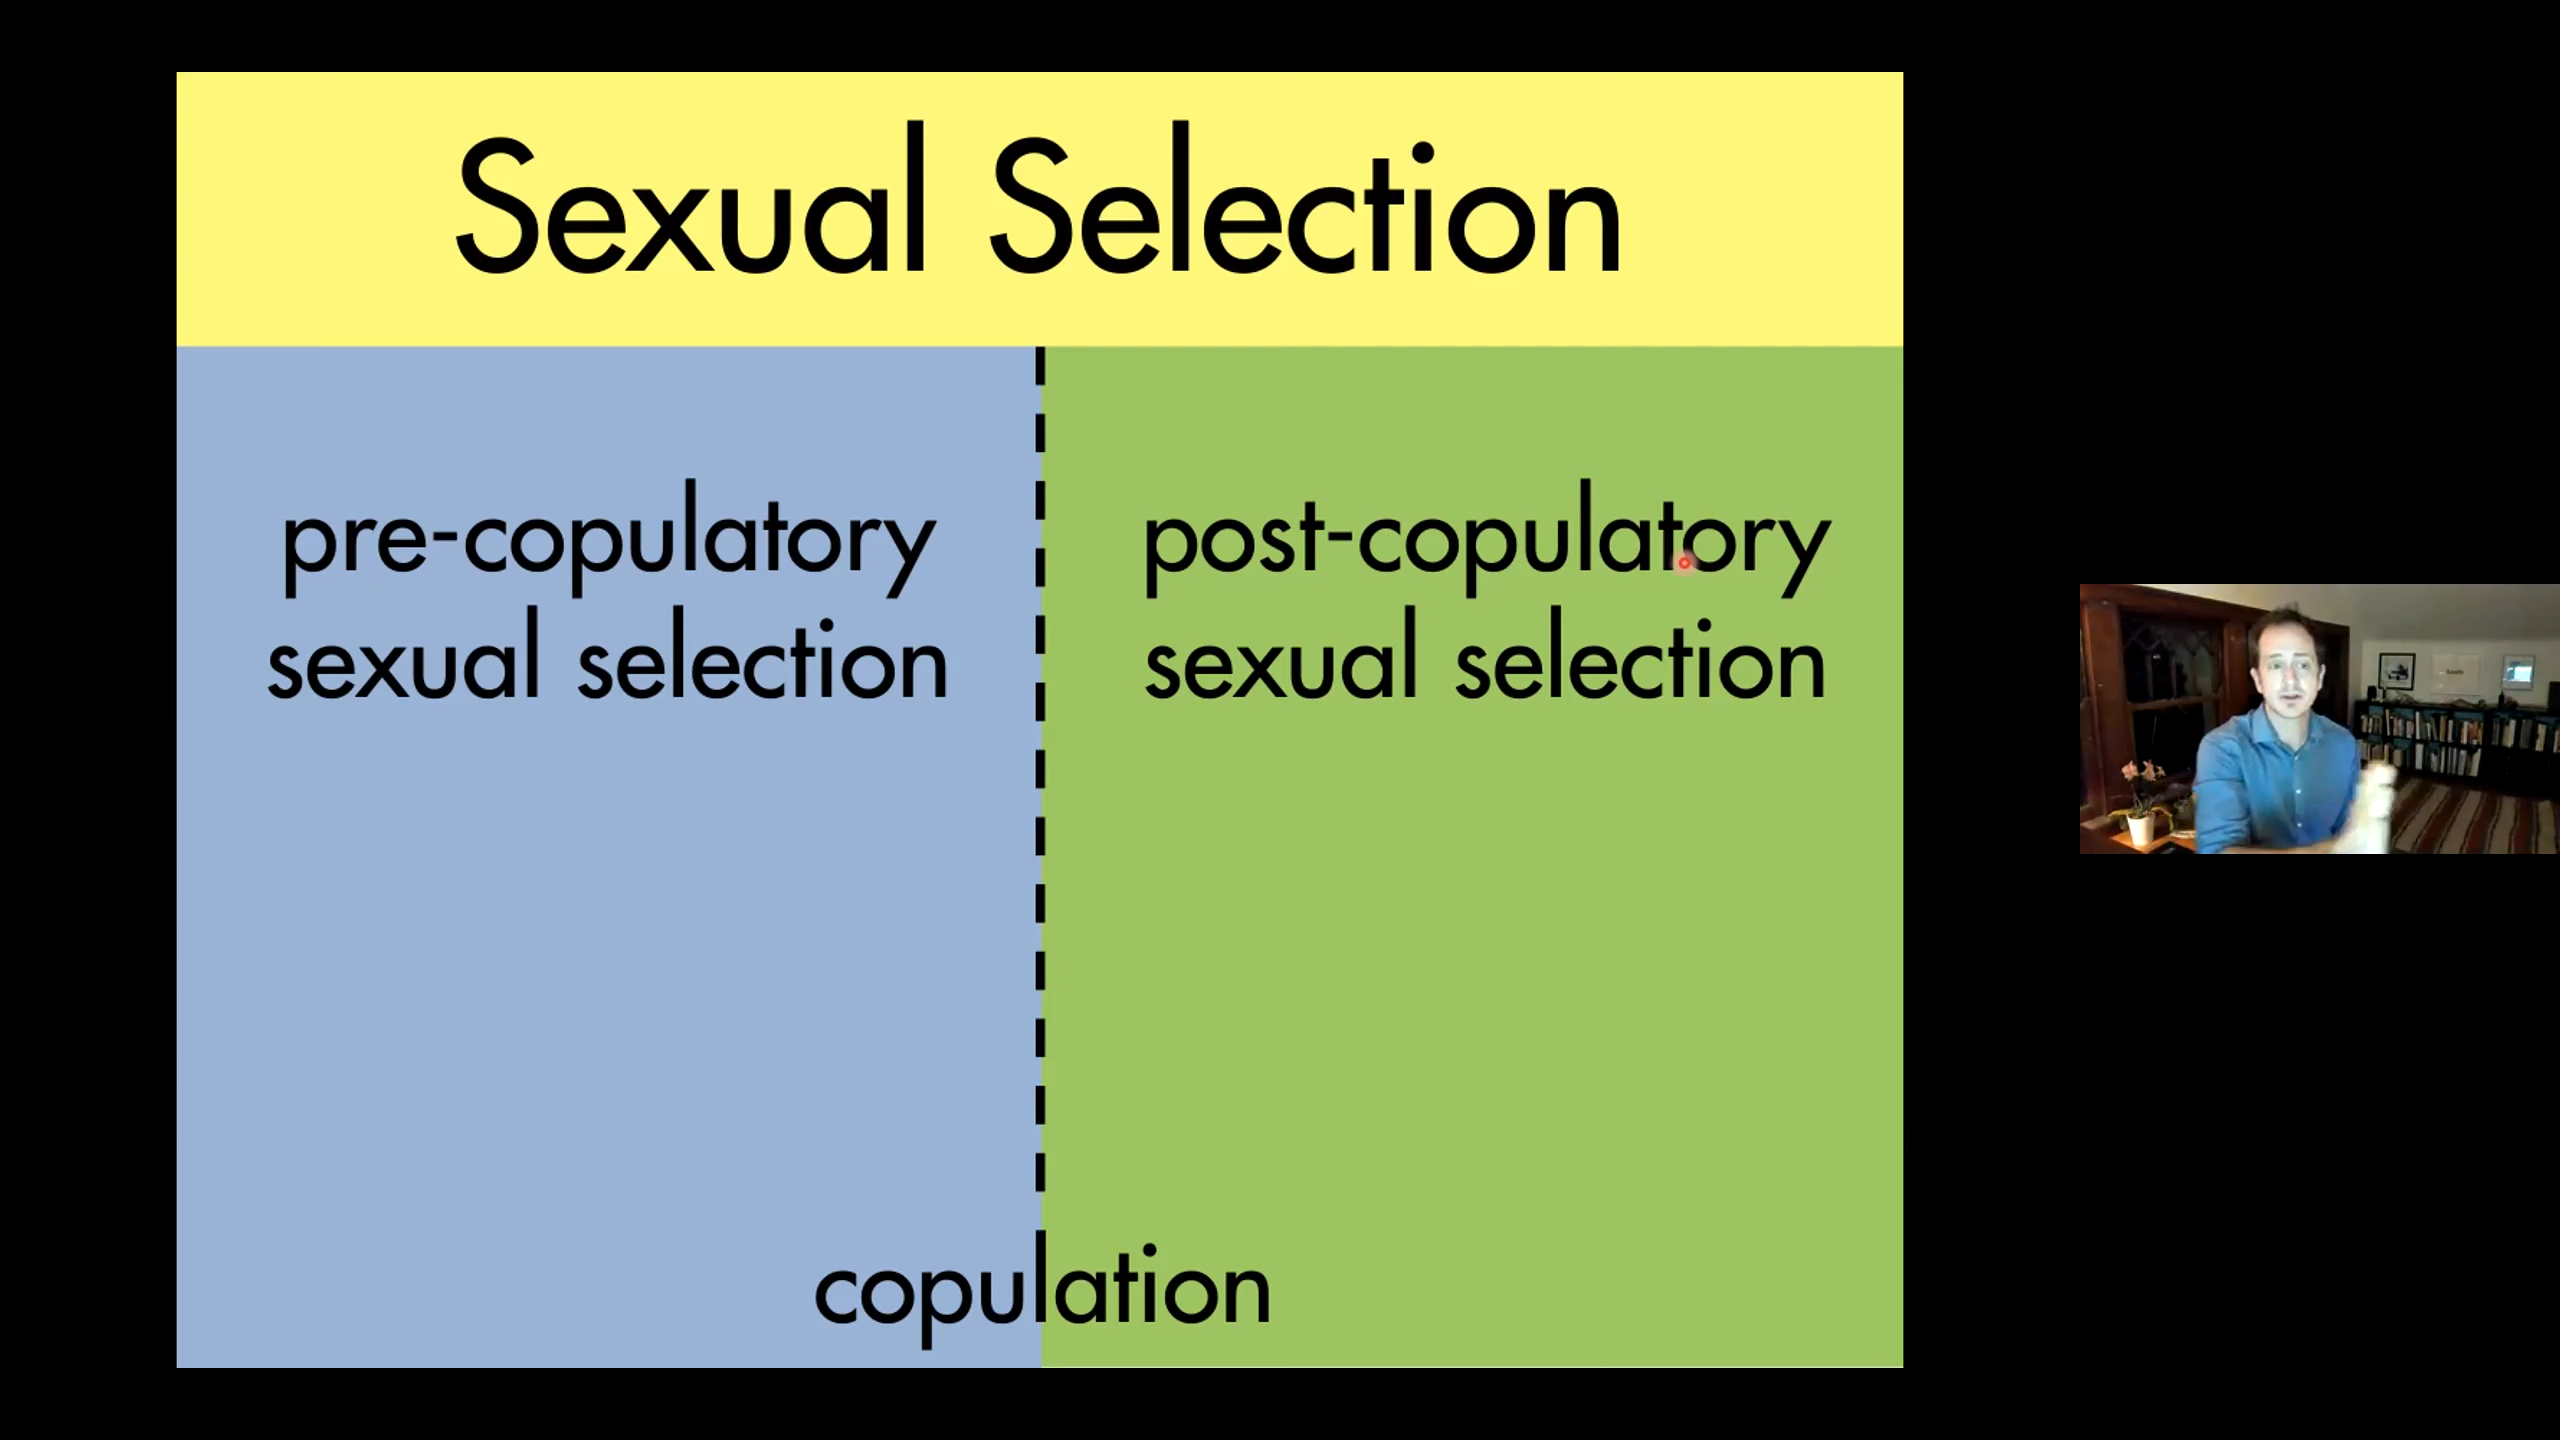 Sexual Selection
pre-copulatory
sexual selection
post-copulatory
sexual selection
copulation